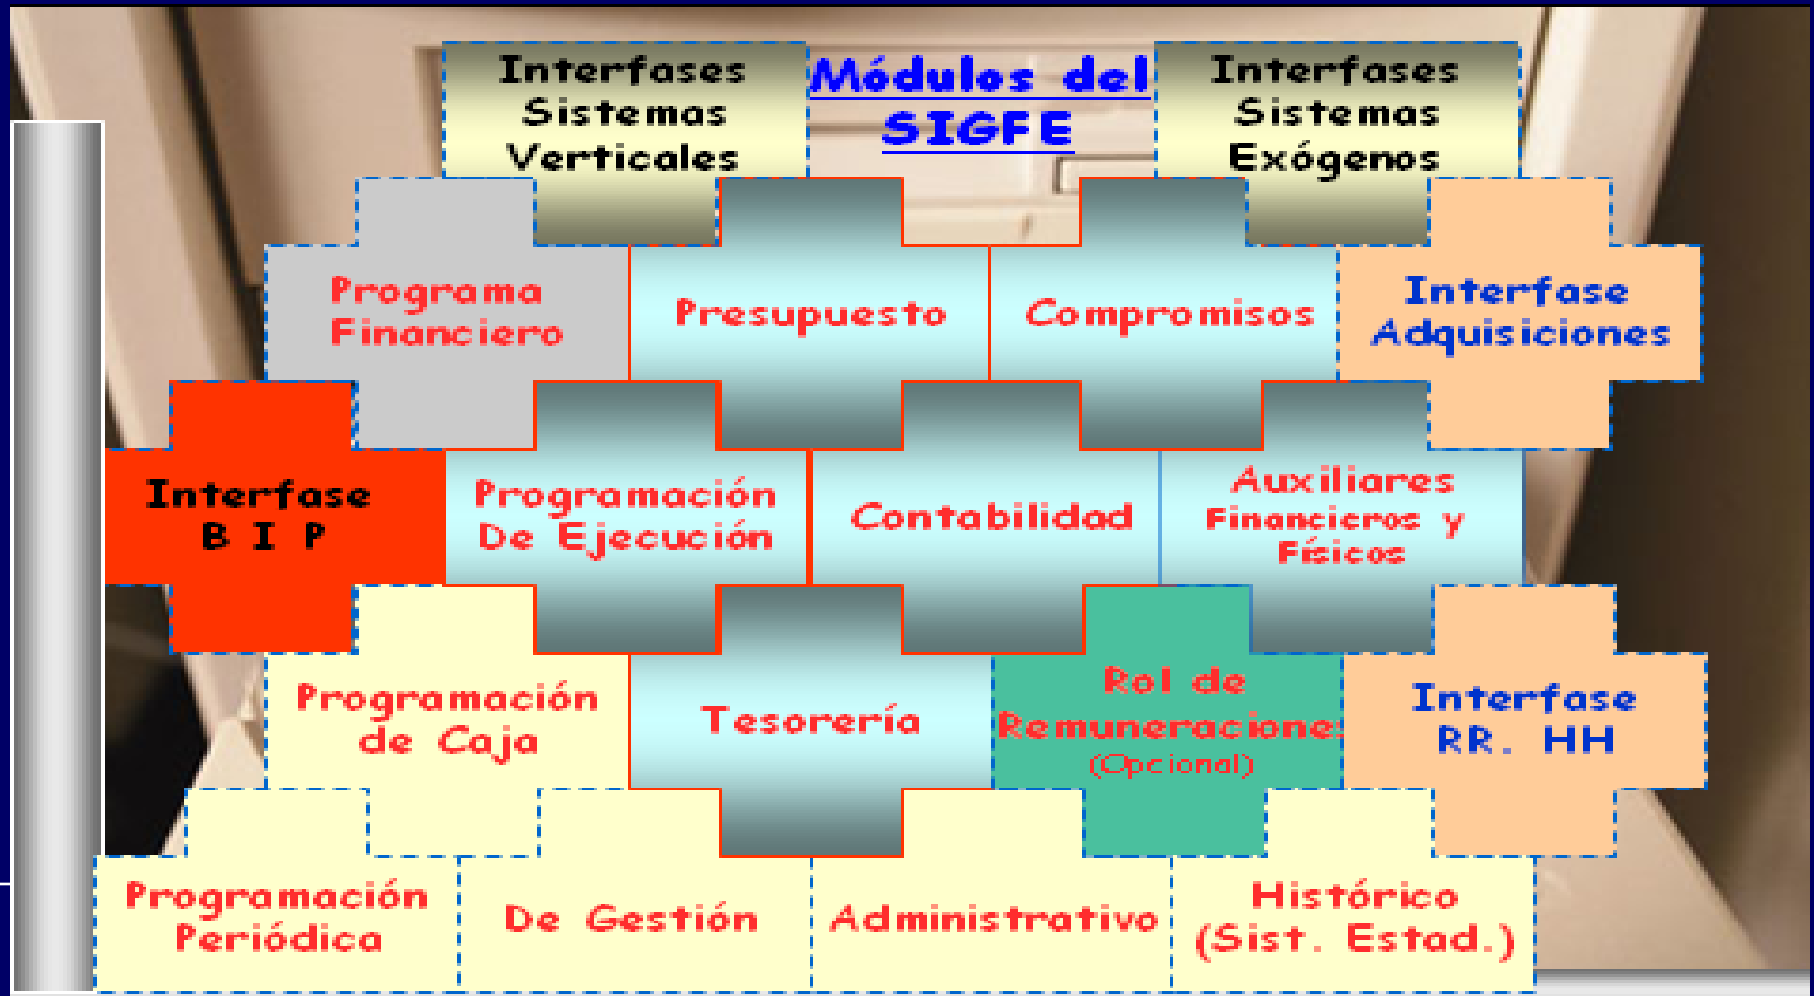 Interfases
Sistemas
Verticales
Módulos del
SIGFE
Interfases
Sistemas
Exógenos
Programa
Financiero
Presupuesto
Compromisos
Interfase
Adquisiciones
Interfase
B I P
Programación
De Ejecución
Contabilidad
Auxiliares
Financieros y
Físicos
Programación
de Caja
Tesorería
Rol de
Remuneraciones
(Opcional)
Interfase
RR. HH
Programación
Periódica
De Gestión
Administrativo
Histórico
(Sist. Estad.)